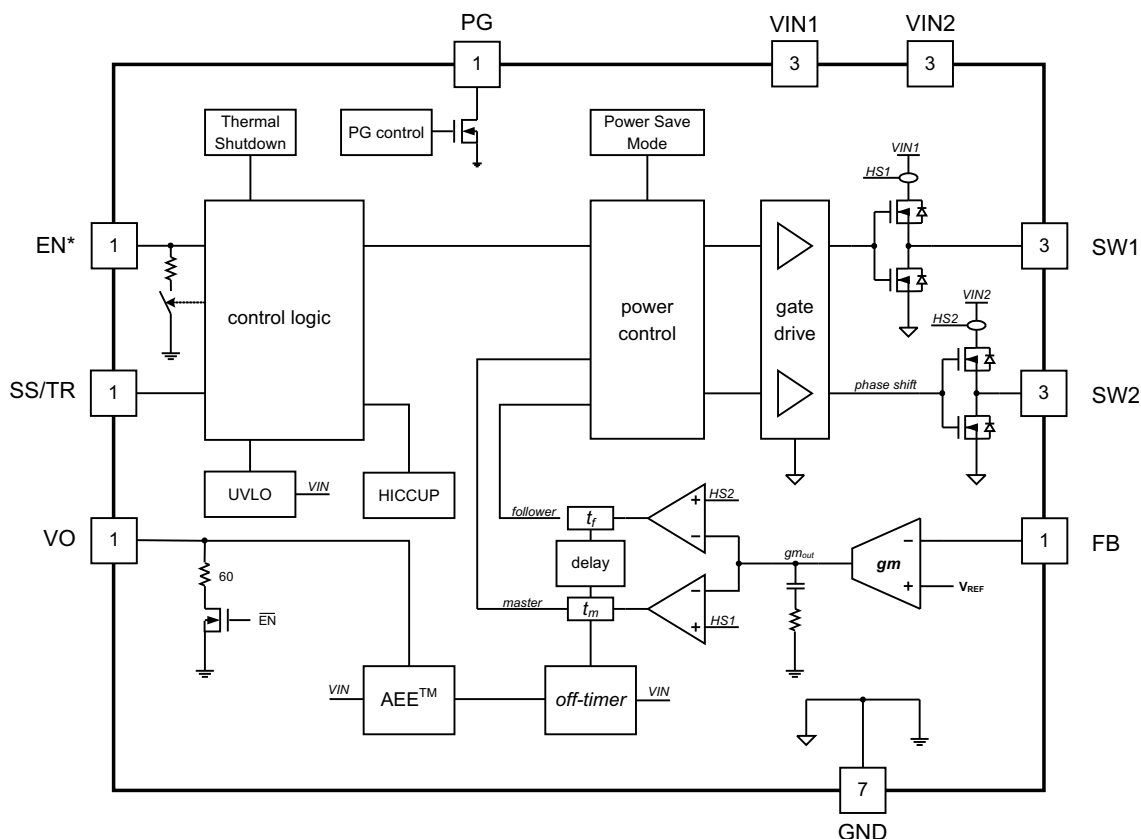 PG
VIN1
VIN2
1
3
3
Thermal
Shutdown
PG control
Power Save
Mode
VIN1
HS1
EN*
1
control logic
power
control
gate
drive
3
SW1
VIN2
HS2
SS/TR
1
phase shift
3
SW2
UVLO
VIN
HICCUP
HS2
+
−
follower
tf
VO
1
delay
gmout
gm
−
+
1
FB
VREF
60
EN
master
tm
−
+
HS1
VIN
AEE™
off-timer
VIN
7
GND